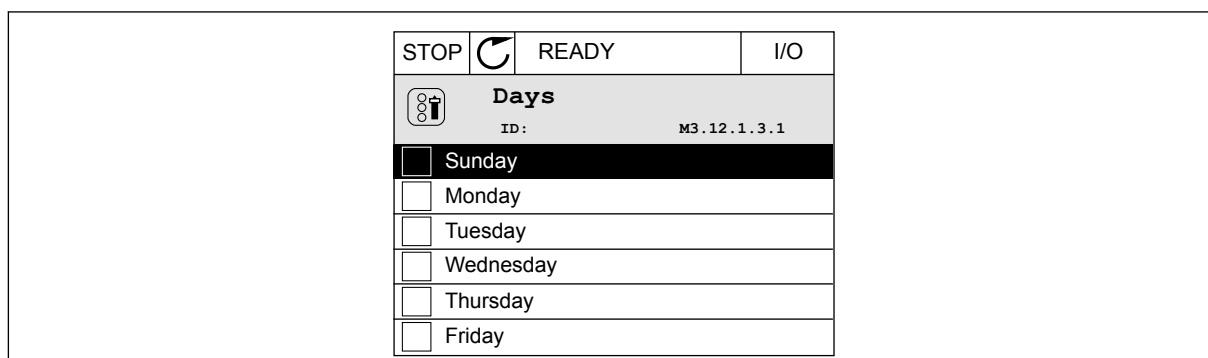 STOP READY I/O
Days
ID: M3.12.1.3.1
Sunday
Monday
Tuesday
Wednesday
Thursday
Friday